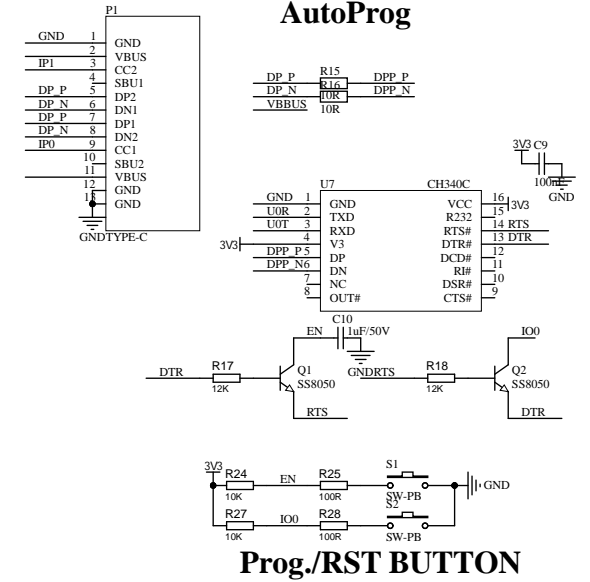 AutoProg
P1
GND 1 GND
2 VBUS
IP1 3 CC2
4 SBU1
DP_P 5 DP2
DP_N 6 DN1
DP_P 7 DP1
DP_N 8 DN2
IP0 9 CC1
10 SBU2
11 VBUS
12 GND
13 GND
GND TYPE-C
DP_P R15 DPP_P
DP_N R16 10R DPP_N
VBBUS 10R
3V3 C9
100nF
GND
U7 CH340C
GND 1 GND VCC 16 3V3
U0R 2 TXD R232 15
U0T 3 RXD RTS# 14 RTS
3V3 4 V3 DTR# 13 DTR
DPP_P 5 DP DCD# 12
DPP_N 6 DN RI# 11
7 NC DSR# 10
8 OUT# CTS# 9
C10
EN 1uF/50V IO0
DTR R17 Q1 GND RTS R18 Q2
12K SS8050 12K SS8050
RTS DTR
3V3 R24 EN R25 S1
10K 100R SW-PB GND
R27 IO0 R28 S2
10K 100R SW-PB
Prog./RST BUTTON